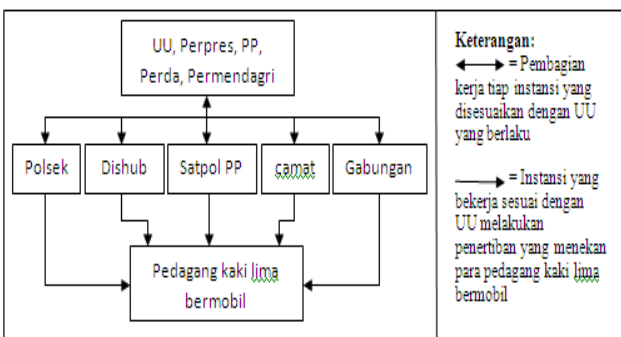 UU, Perpres, PP,
Perda, Permendagri
Polsek
Dishub
Satpol PP
camat
Gabungan
Pedagang kaki lima
bermobil
Keterangan:
= Pembagian
kerja tiap instansi yang
disesuaikan dengan UU
yang berlaku
= Instansi yang
bekerja sesuai dengan
UU melakukan
penertiban yang menekan
para pedagang kaki lima
bermobil